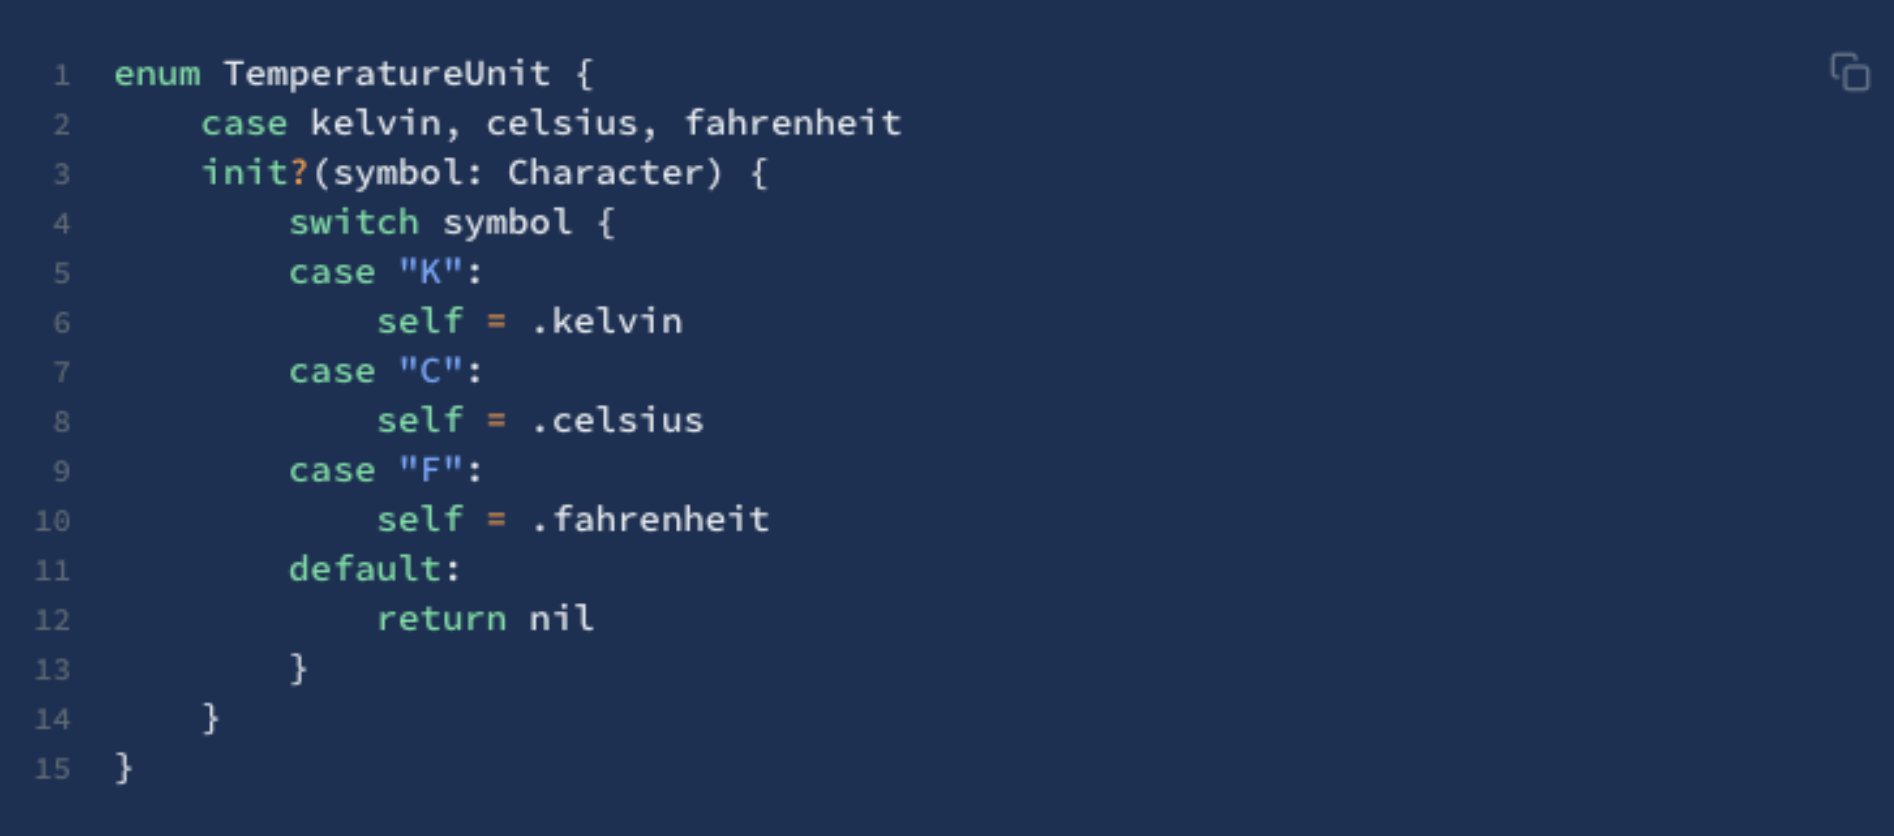 1 enum TemperatureUnit {
2     case kelvin, celsius, fahrenheit
3     init?(symbol: Character) {
4         switch symbol {
5         case "K":
6             self = .kelvin
7         case "C":
8             self = .celsius
9         case "F":
10             self = .fahrenheit
11         default:
12             return nil
13         }
14     }
15 }